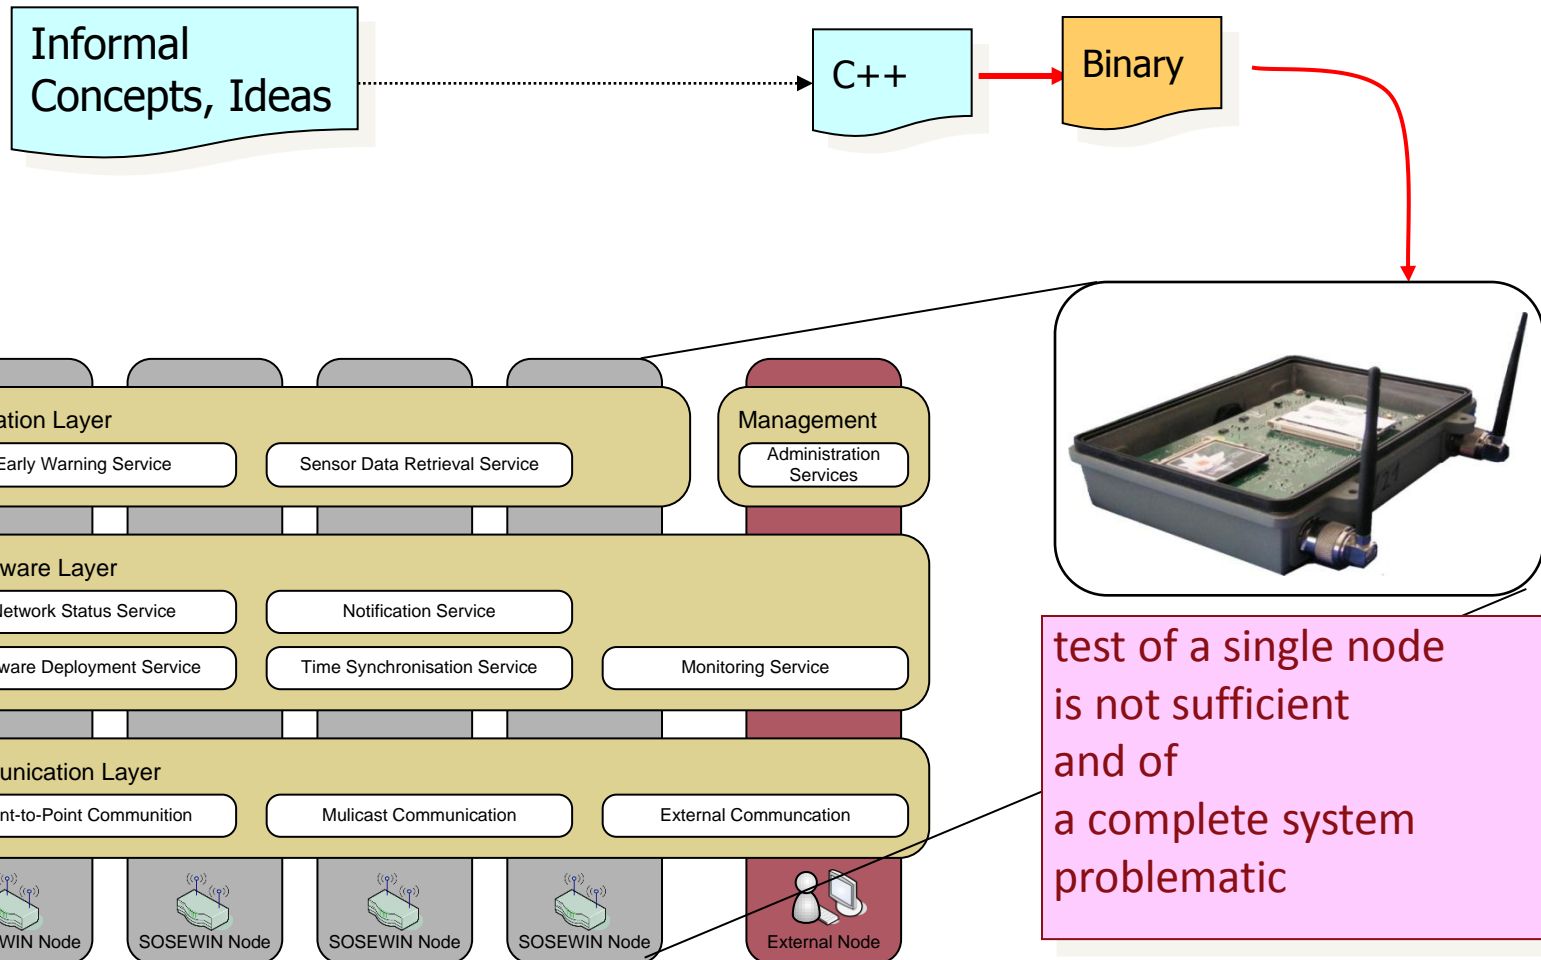 Informal
Concepts, Ideas
C++
Binary
ation Layer
Early Warning Service
Sensor Data Retrieval Service
Management
Administration
Services
ware Layer
Network Status Service
Notification Service
ware Deployment Service
Time Synchronisation Service
Monitoring Service
unication Layer
nt-to-Point Communition
Mulicast Communication
External Communcation
WIN Node
SOSEWIN Node
SOSEWIN Node
SOSEWIN Node
External Node
test of a single node
is not sufficient
and of
a complete system
problematic